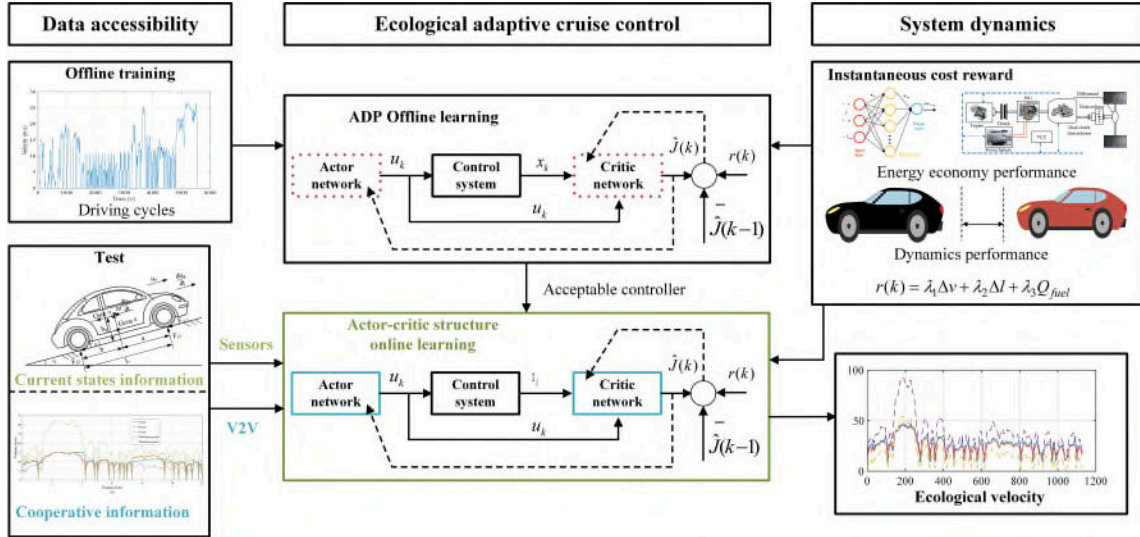 Data accessibility
Ecological adaptive cruise control
System dynamics
Offline training
Driving cycles
ADP Offline learning
Actor
network
u_k
Control
system
x_k
Critic
network
Ĵ(k)
r(k)
u_k
Ĵ(k−1)
Instantaneous cost reward
Energy economy performance
Dynamics performance
r(k) = λ₁Δv + λ₂Δl + λ₃Q_fuel
Acceptable controller
Test
Sensors
Current states information
V2V
Cooperative information
Actor-critic structure
online learning
Actor
network
u_k
Control
system
Critic
network
Ĵ(k)
r(k)
u_k
Ĵ(k−1)
100
50
0
0 200 400 600 800 1000 1200
Ecological velocity